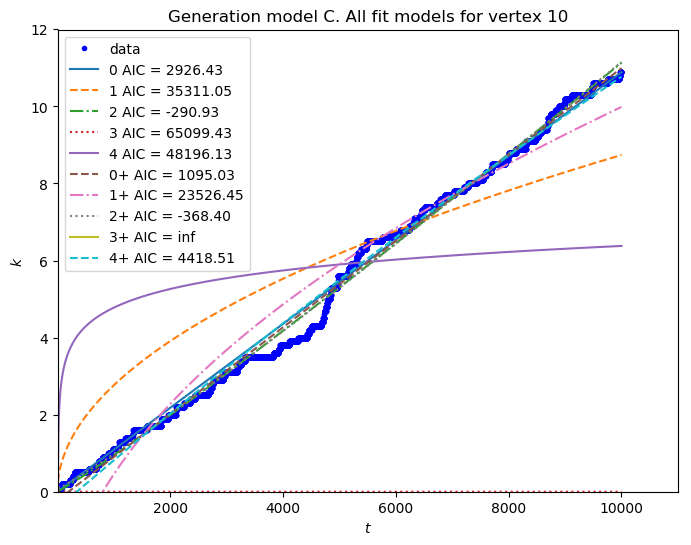 Generation model C. All fit models for vertex 10
data
0 AIC = 2926.43
1 AIC = 35311.05
2 AIC = -290.93
3 AIC = 65099.43
4 AIC = 48196.13
0+ AIC = 1095.03
1+ AIC = 23526.45
2+ AIC = -368.40
3+ AIC = inf
4+ AIC = 4418.51
12
10
8
6
4
2
0
k
2000 4000 6000 8000 10000
t